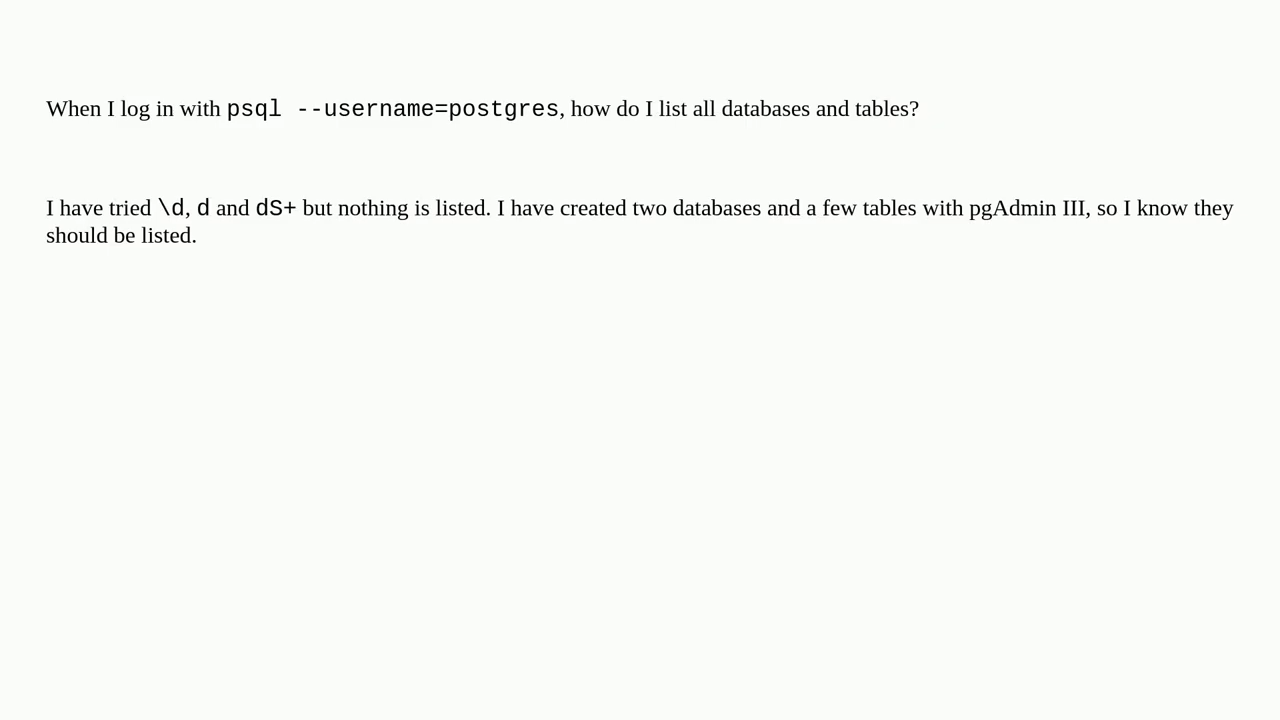 When I log in with psql --username=postgres, how do I list all databases and tables?
I have tried \d, d and dS+ but nothing is listed. I have created two databases and a few tables with pgAdmin III, so I know they
should be listed.